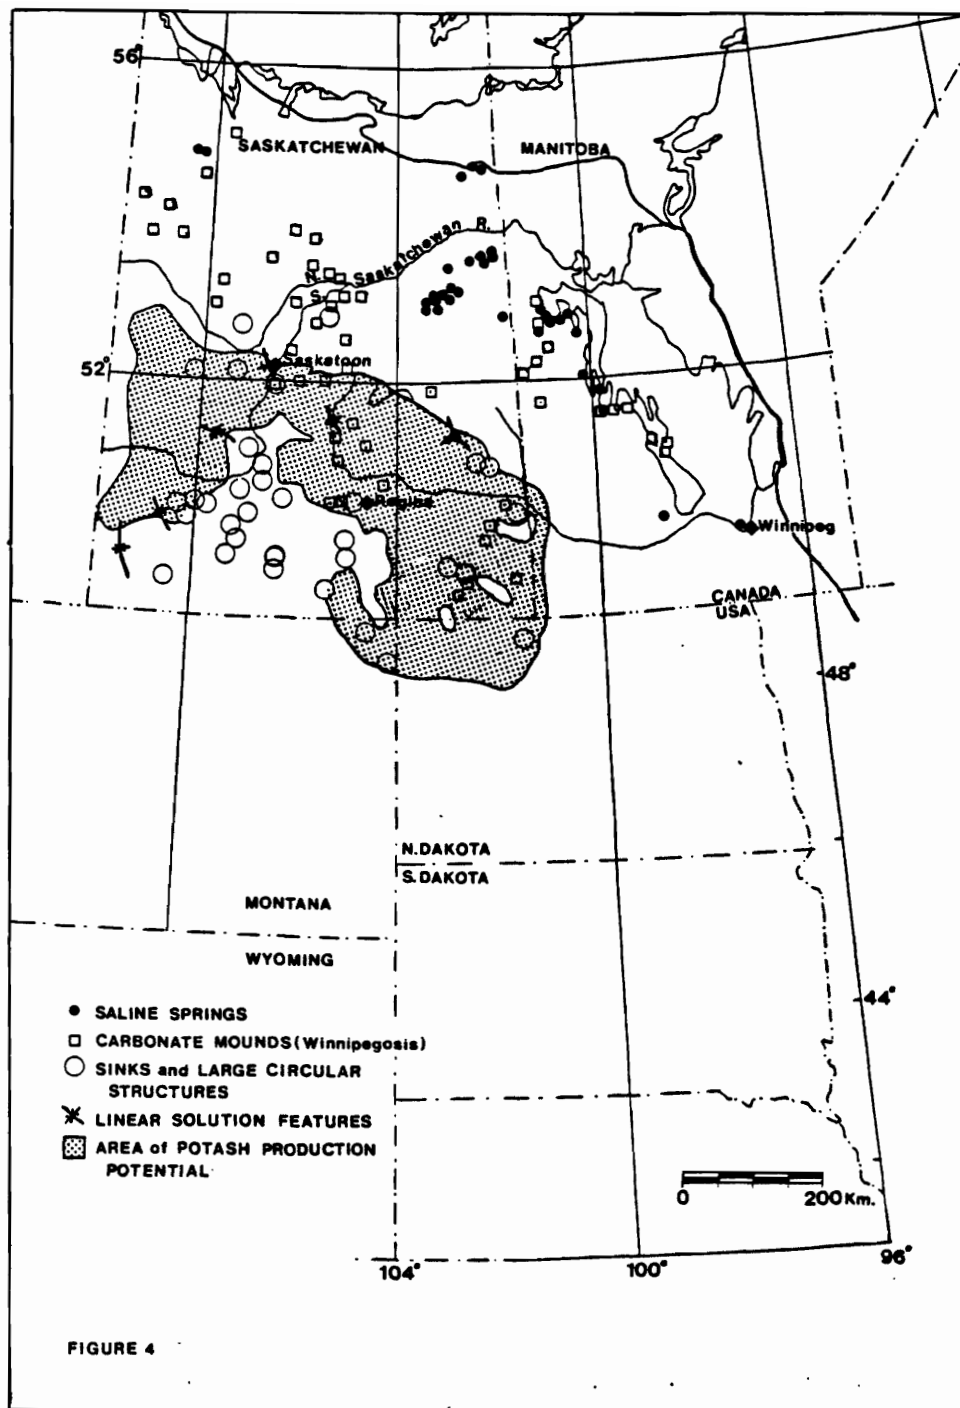 56°
SASKATCHEWAN
MANITOBA
N. Saskatchewan R.
S.
52°
Saskatoon
Regina
Winnipeg
CANADA
USA
48°
N. DAKOTA
S. DAKOTA
MONTANA
WYOMING
44°
SALINE SPRINGS
CARBONATE MOUNDS (Winnipegosis)
SINKS and LARGE CIRCULAR
STRUCTURES
LINEAR SOLUTION FEATURES
AREA of POTASH PRODUCTION
POTENTIAL
0 200 Km.
104° 100° 96°
FIGURE 4